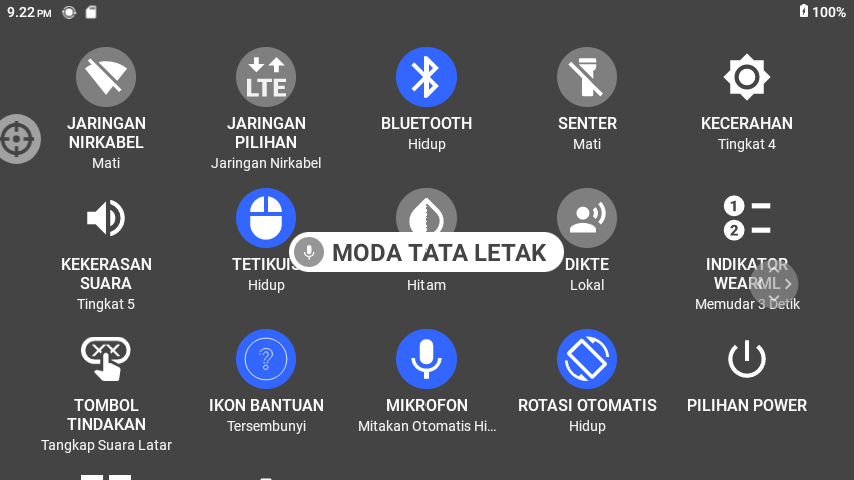 9.22 PM
100%
LTE
JARINGAN
NIRKABEL
Mati
JARINGAN
PILIHAN
Jaringan Nirkabel
BLUETOOTH
Hidup
SENTER
Mati
KECERAHAN
Tingkat 4
KEKERASAN
SUARA
Tingkat 5
TETIKUS
Hidup
MODA TATA LETAK
Hitam
DIKTE
Lokal
1
2
INDIKATOR
WEARML
Memudar 3 Detik
XX
TOMBOL
TINDAKAN
Tangkap Suara Latar
?
IKON BANTUAN
Tersembunyi
MIKROFON
Mitakan Otomatis Hi...
ROTASI OTOMATIS
Hidup
PILIHAN POWER